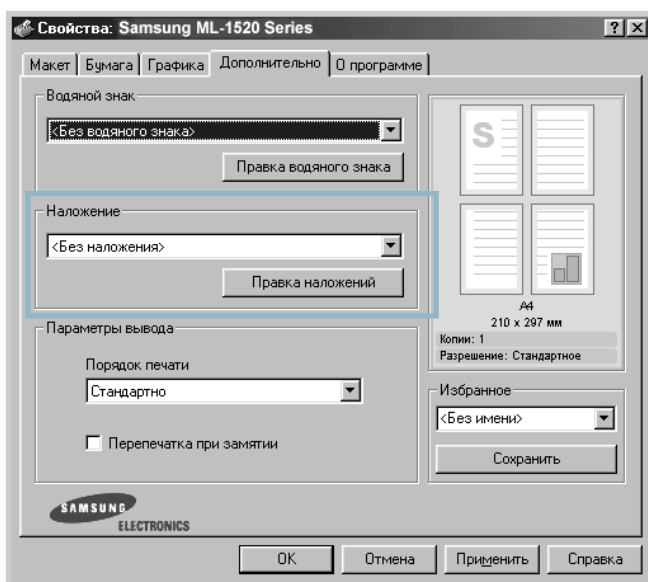 Свойства: Samsung ML-1520 Series
Макет Бумага Графика Дополнительно О программе
Водяной знак
<Без водяного знака>
Правка водяного знака
Наложение
<Без наложения>
Правка наложений
Параметры вывода
Порядок печати
Стандартно
Перепечатка при замятии
S
A4
210 x 297 мм
Копии: 1
Разрешение: Стандартное
Избранное
<Без имени>
Сохранить
SAMSUNG
ELECTRONICS
OK Отмена Применить Справка